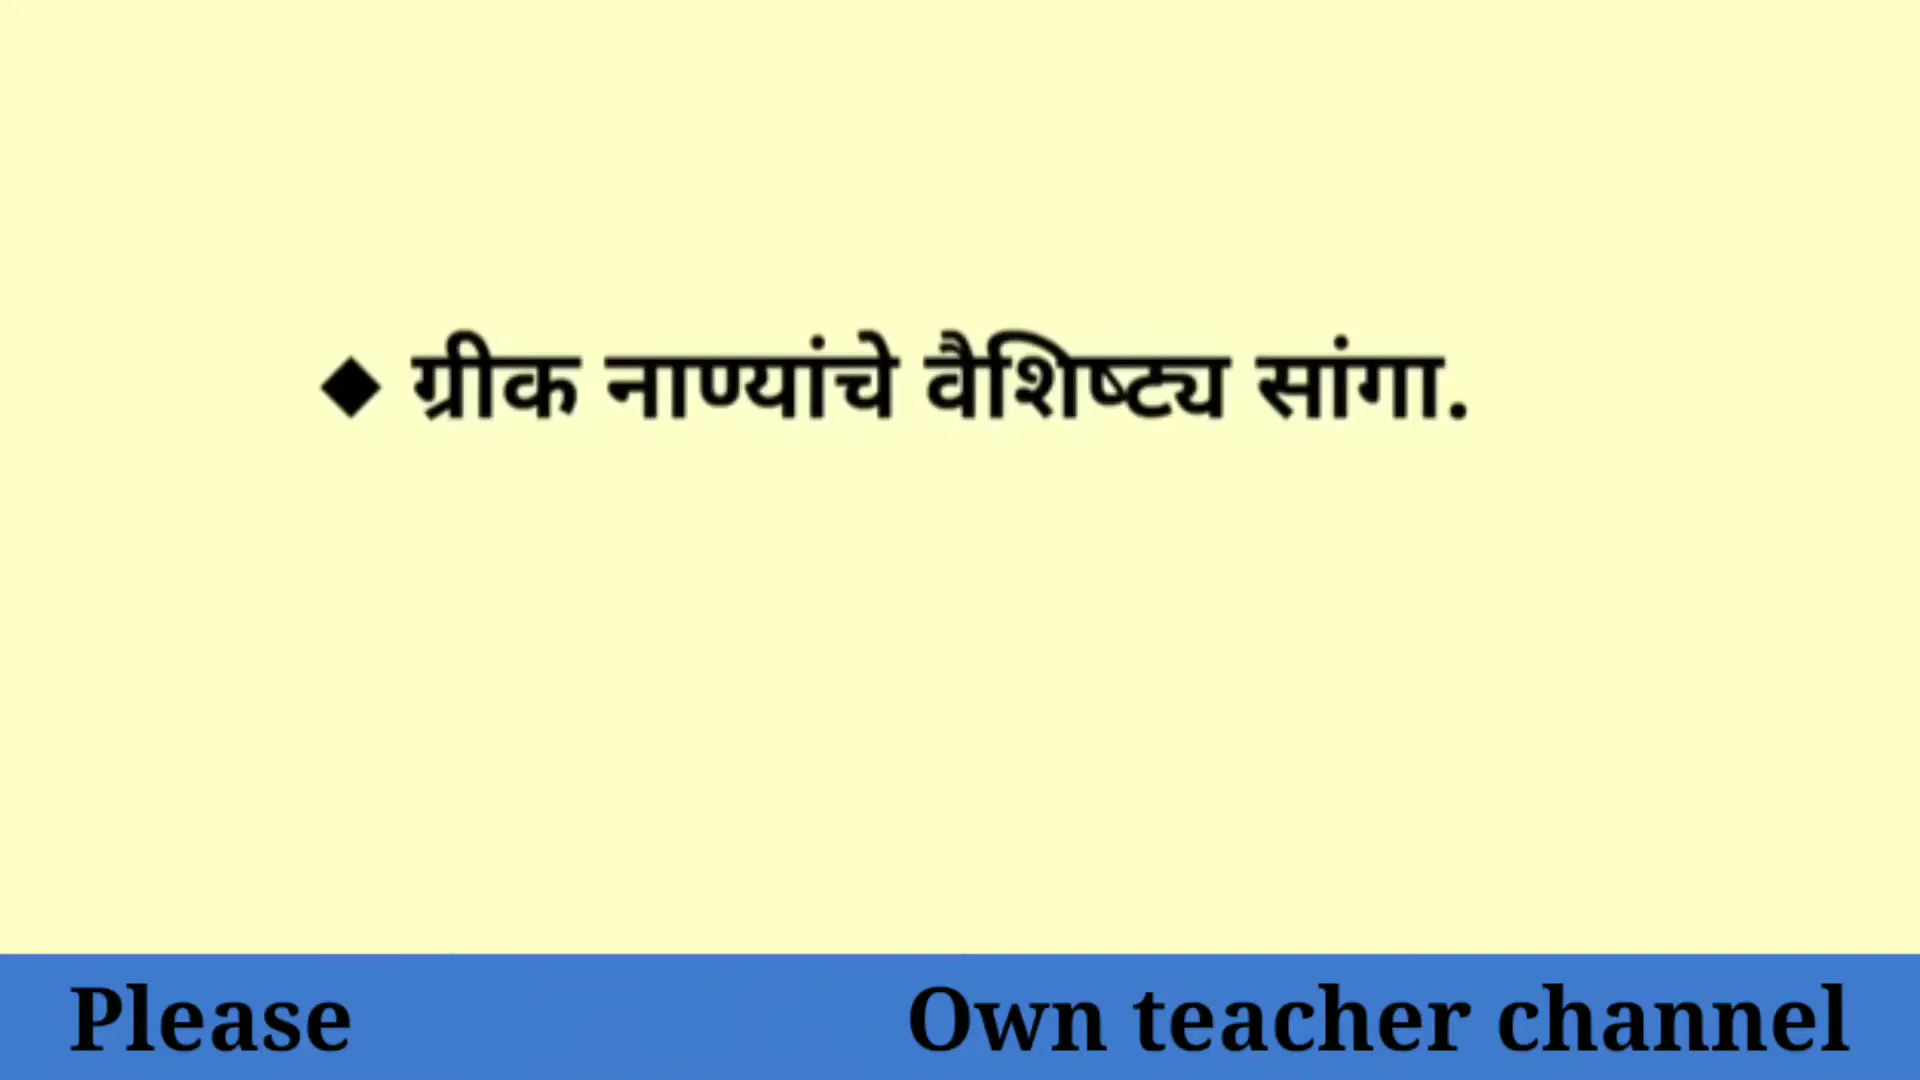 ◆ ग्रीक नाण्यांचे वैशिष्ट्य सांगा.
Please Own teacher channel